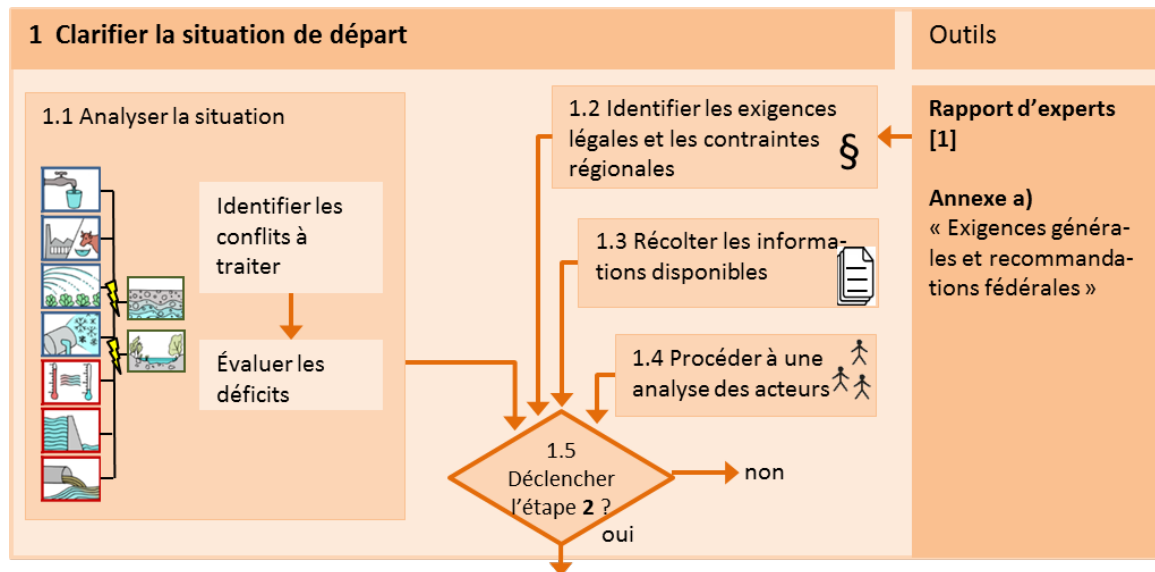 1 Clarifier la situation de départ
Outils
1.1 Analyser la situation
Identifier les
conflits à
traiter
Évaluer les
déficits
1.2 Identifier les exigences
légales et les contraintes
régionales
§
1.3 Récolter les informa-
tions disponibles
1.4 Procéder à une
analyse des acteurs
1.5
Déclencher
l'étape 2 ?
non
oui
Rapport d'experts
[1]
Annexe a)
« Exigences généra-
les et recommanda-
tions fédérales »